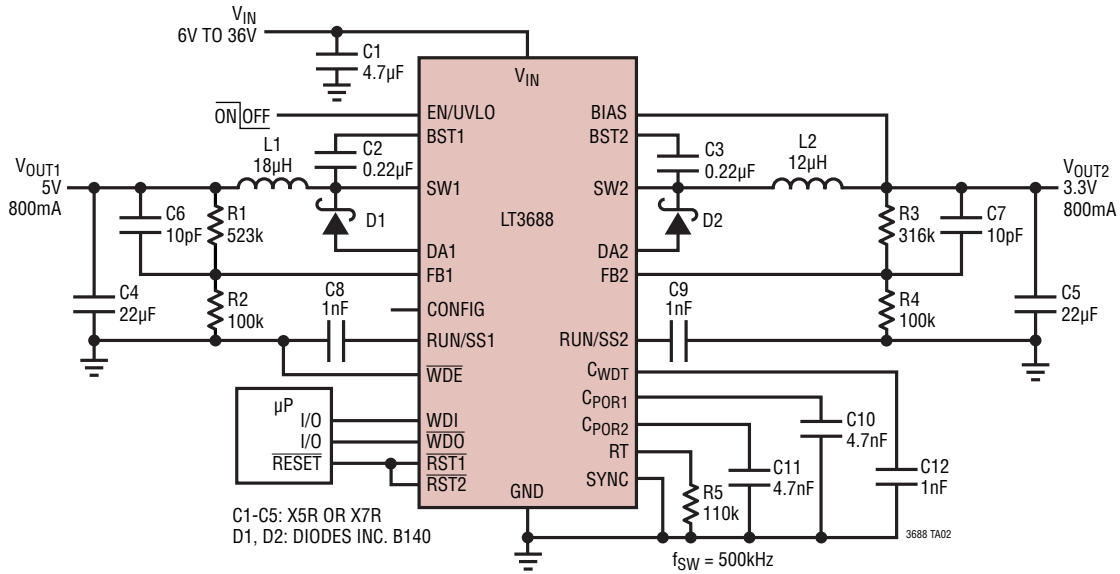 VIN
6V TO 36V
C1
4.7µF
VIN
ON OFF
EN/UVLO
BIAS
BST1
BST2
L1
18µH
C2
0.22µF
C3
0.22µF
L2
12µH
VOUT1
5V
800mA
SW1
SW2
VOUT2
3.3V
800mA
C6
10pF
R1
523k
D1
LT3688
D2
R3
316k
C7
10pF
DA1
DA2
FB1
FB2
C4
22µF
R2
100k
C8
1nF
CONFIG
C9
1nF
R4
100k
C5
22µF
RUN/SS1
RUN/SS2
WDE
CWDT
µP
I/O
I/O
RESET
WDI
WDO
RST1
RST2
CPOR1
CPOR2
RT
SYNC
GND
C10
4.7nF
C11
4.7nF
C12
1nF
R5
110k
C1-C5: X5R OR X7R
D1, D2: DIODES INC. B140
fSW = 500kHz
3688 TA02